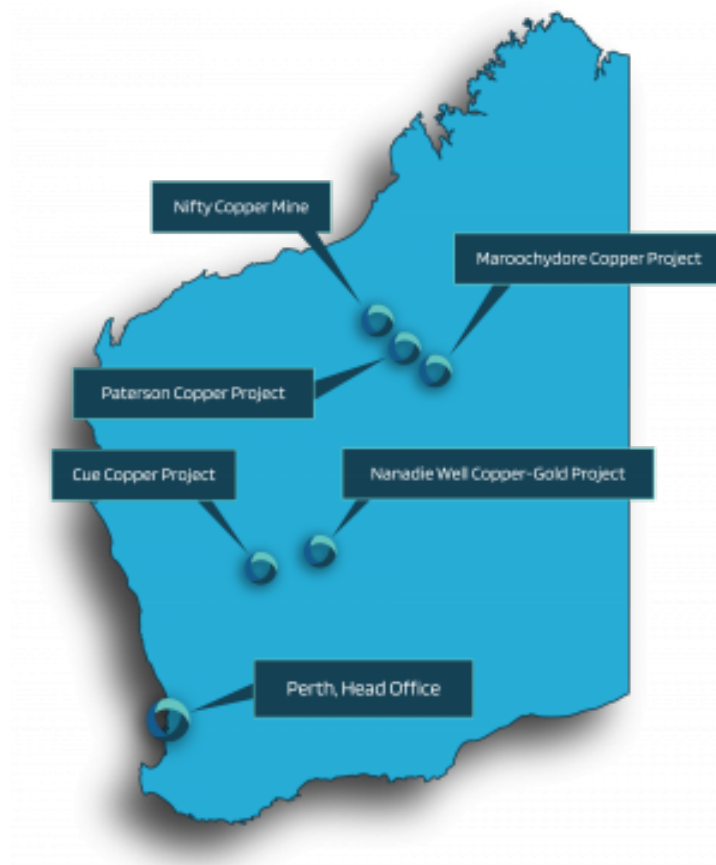 Nifty Copper Mine
Maroochydore Copper Project
Paterson Copper Project
Cue Copper Project
Nanadie Well Copper-Gold Project
Perth, Head Office